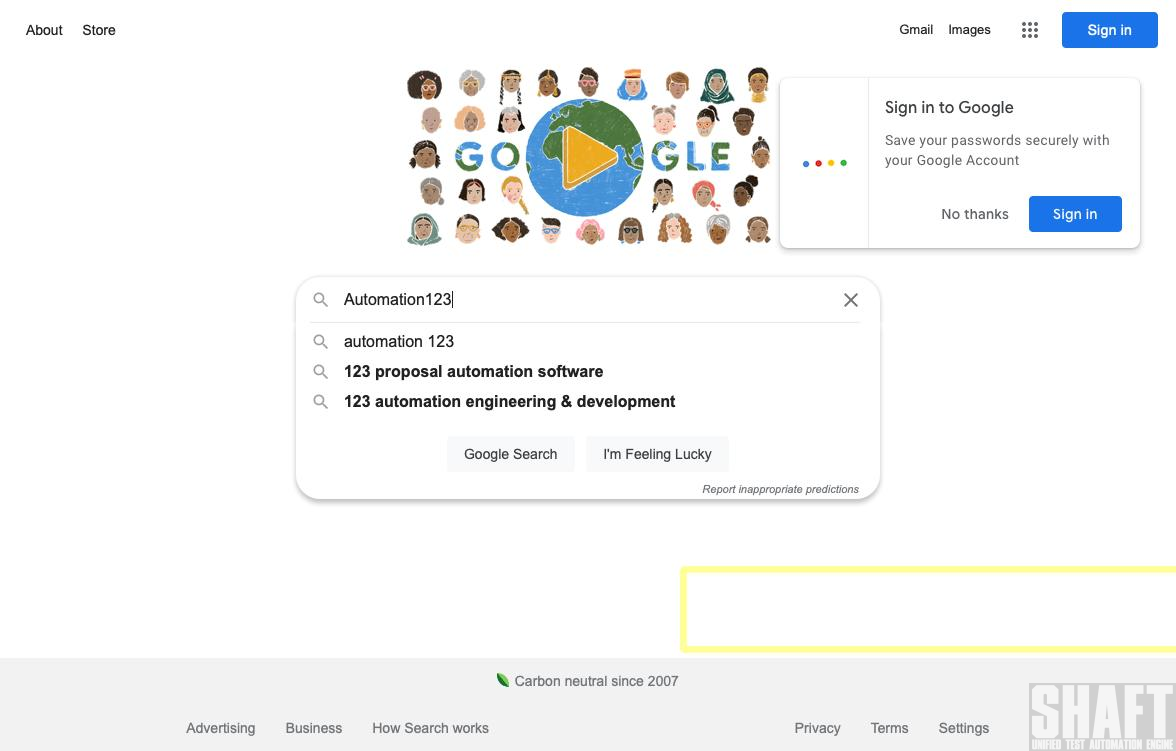 About Store
Gmail Images
Sign in
GO GLE
Sign in to Google
Save your passwords securely with
your Google Account
No thanks
Sign in
Automation123
automation 123
123 proposal automation software
123 automation engineering & development
Google Search
I'm Feeling Lucky
Report inappropriate predictions
Carbon neutral since 2007
Advertising Business How Search works
Privacy Terms Settings
SHAFT
UNIFIED TEST AUTOMATION ENGINE